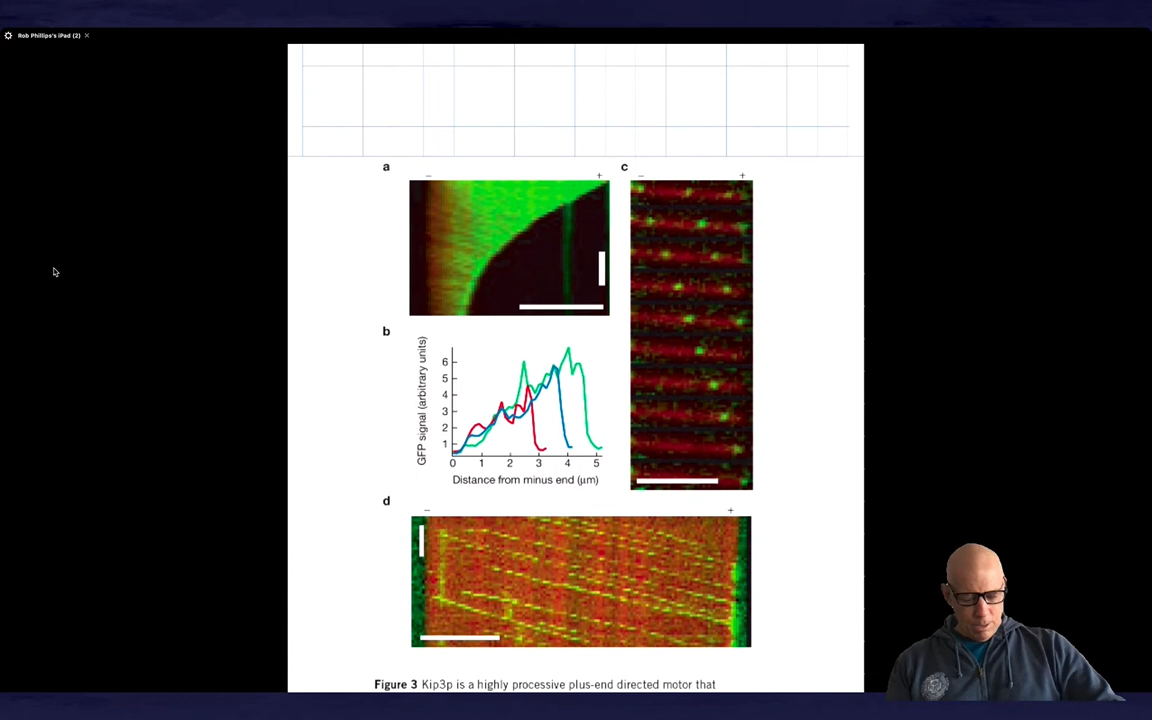 Rob Phillips's iPad (2) ×
a
− +
c
− +
b
GFP signal (arbitrary units)
6
5
4
3
2
1
0 1 2 3 4 5
Distance from minus end (μm)
d
− +
Figure 3 Kip3p is a highly processive plus-end directed motor that